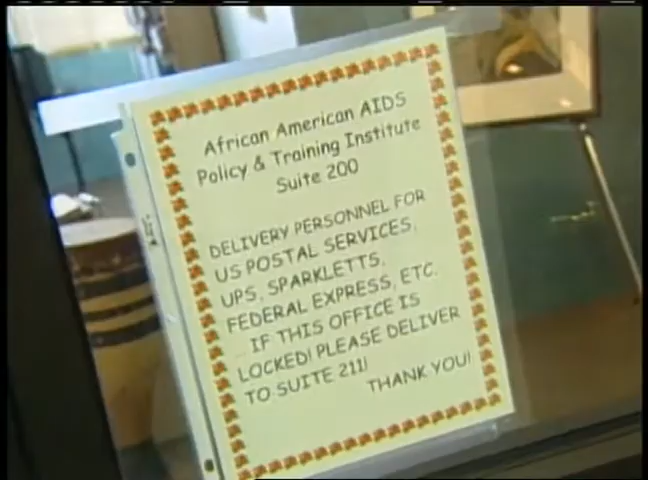 African American AIDS
Policy & Training Institute
Suite 200
DELIVERY PERSONNEL FOR
US POSTAL SERVICES,
UPS, SPARKLETTS,
FEDERAL EXPRESS, ETC.
IF THIS OFFICE IS
LOCKED! PLEASE DELIVER
TO SUITE 211!
THANK YOU!